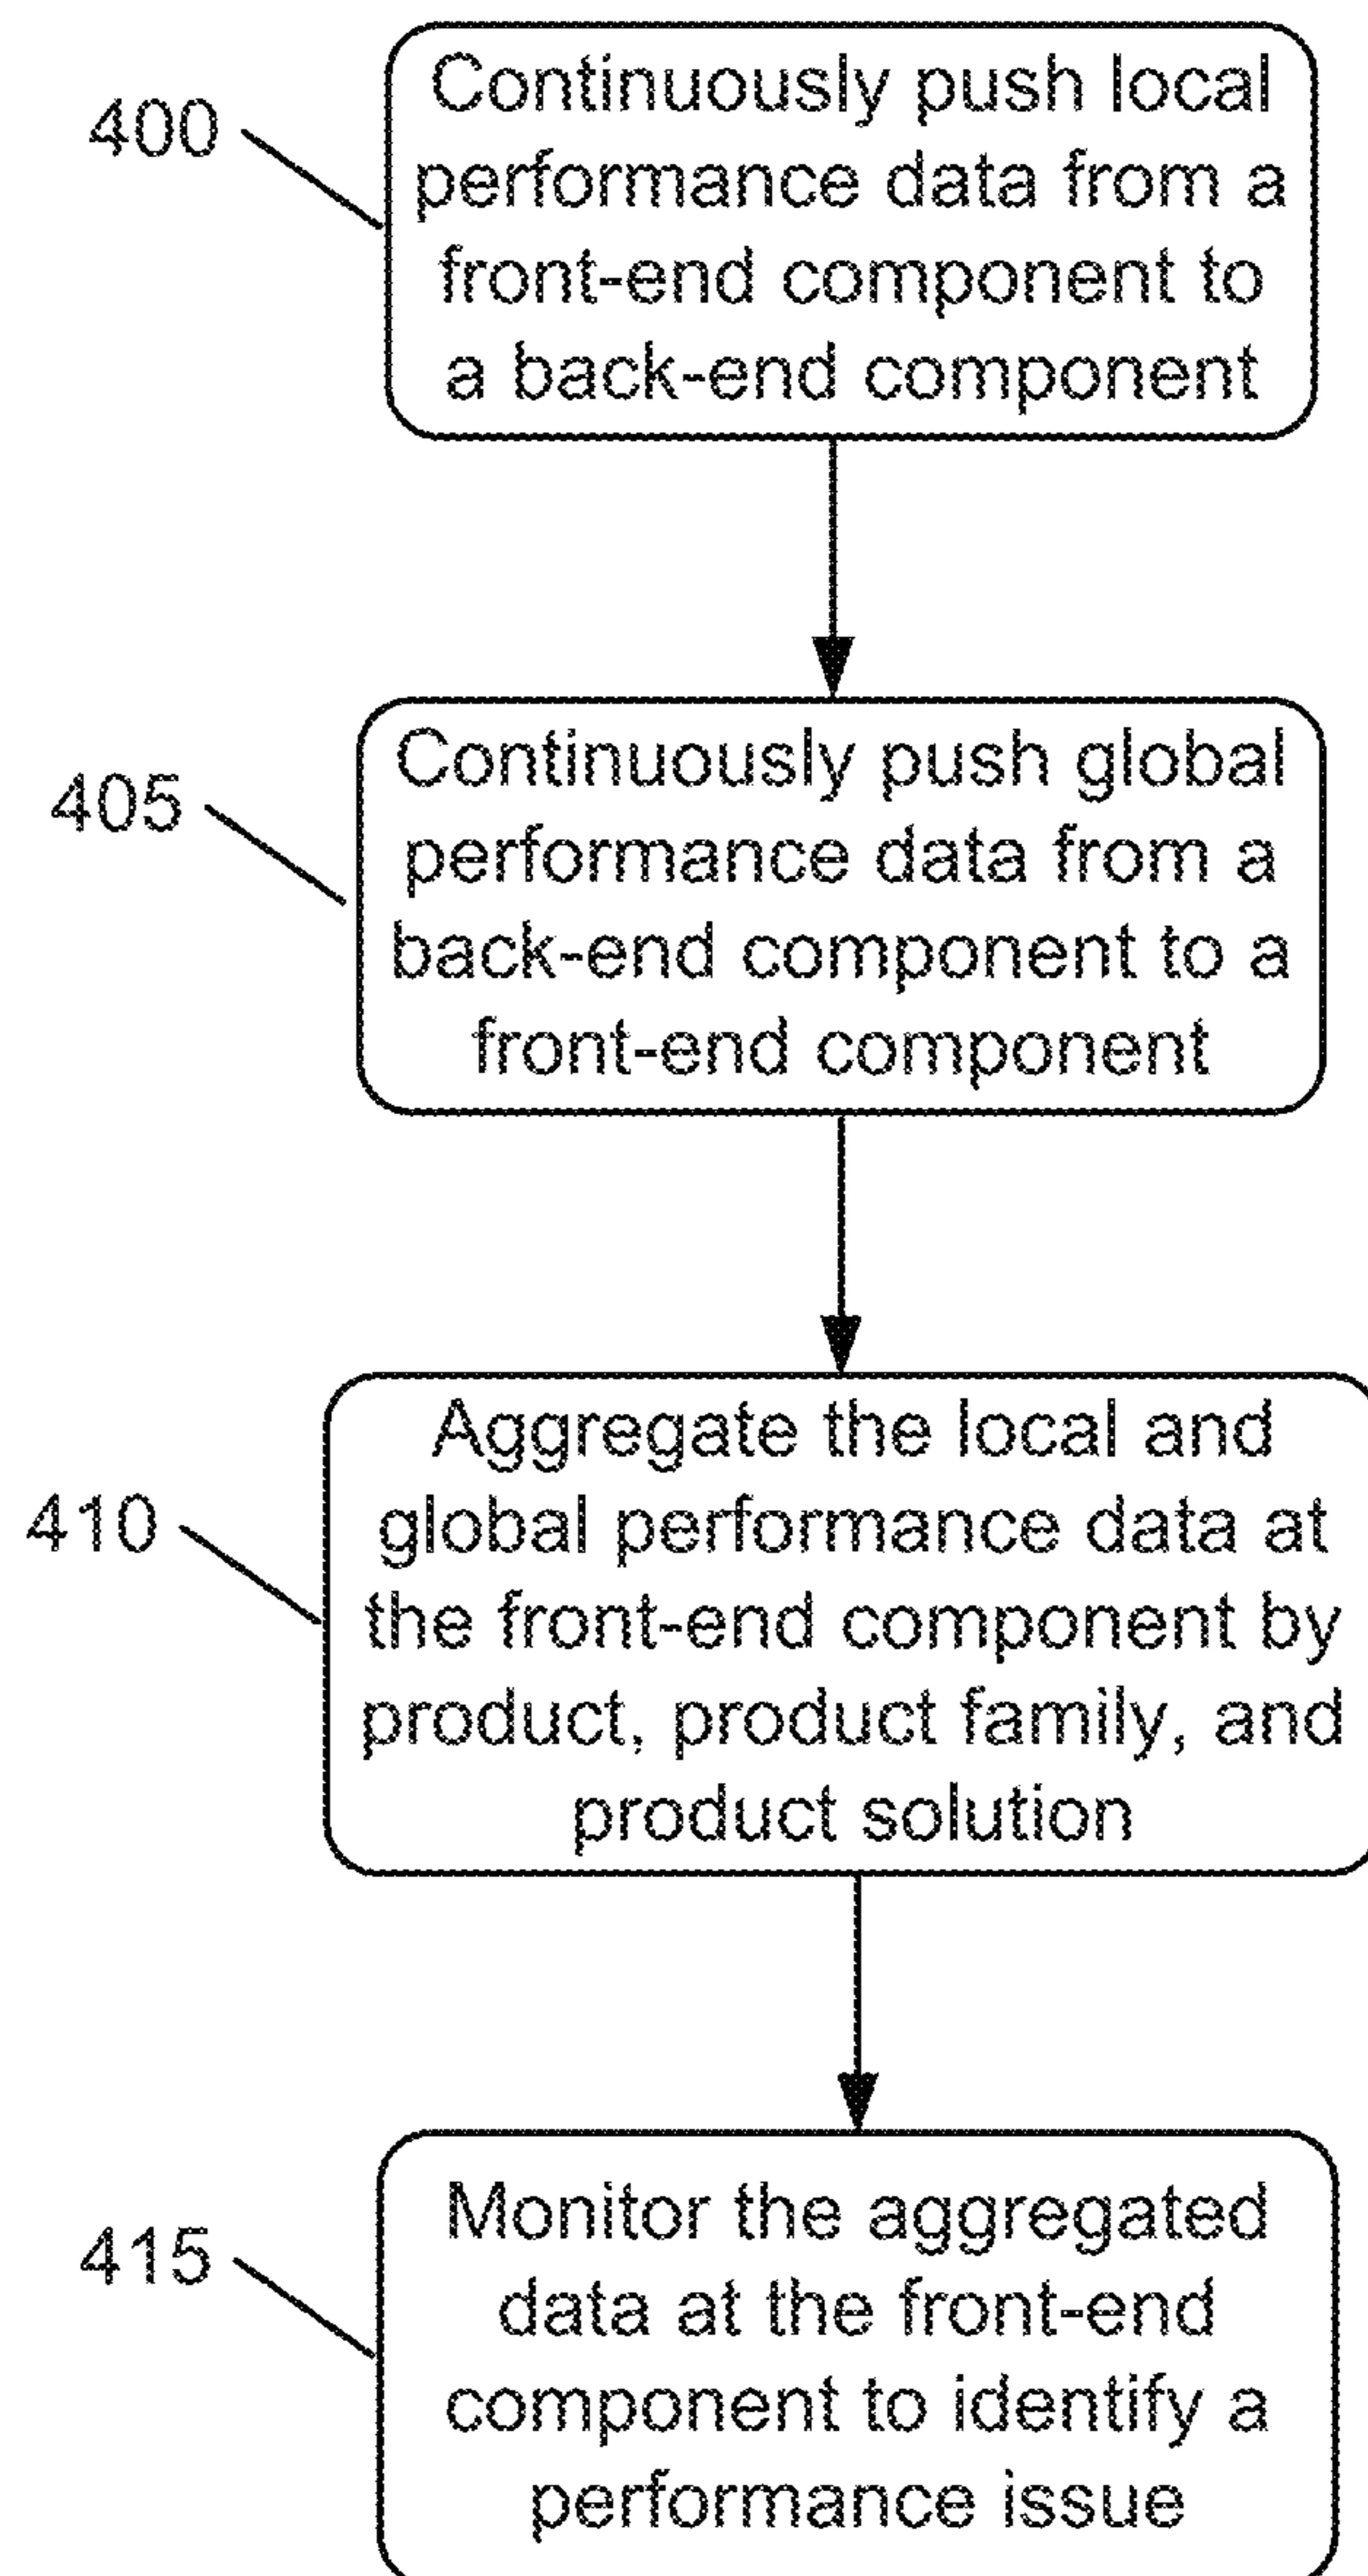 400
Continuously push local
performance data from a
front-end component to
a back-end component
405
Continuously push global
performance data from a
back-end component to a
front-end component
410
Aggregate the local and
global performance data at
the front-end component by
product, product family, and
product solution
415
Monitor the aggregated
data at the front-end
component to identify a
performance issue